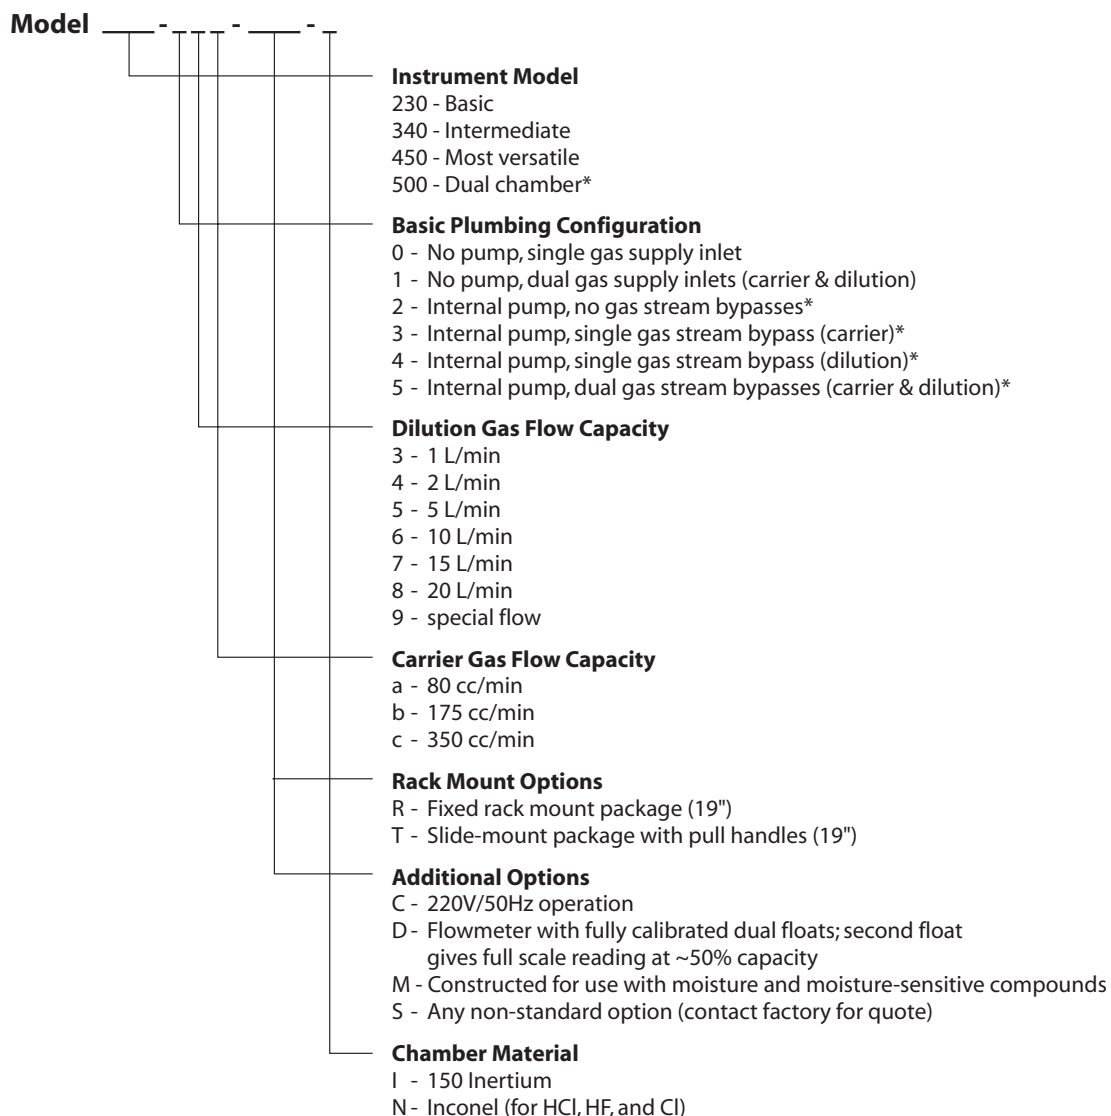 Model ____ - _ _ _ - ____ - _
Instrument Model
230 - Basic
340 - Intermediate
450 - Most versatile
500 - Dual chamber*
Basic Plumbing Configuration
0 - No pump, single gas supply inlet
1 - No pump, dual gas supply inlets (carrier & dilution)
2 - Internal pump, no gas stream bypasses*
3 - Internal pump, single gas stream bypass (carrier)*
4 - Internal pump, single gas stream bypass (dilution)*
5 - Internal pump, dual gas stream bypasses (carrier & dilution)*
Dilution Gas Flow Capacity
3 - 1 L/min
4 - 2 L/min
5 - 5 L/min
6 - 10 L/min
7 - 15 L/min
8 - 20 L/min
9 - special flow
Carrier Gas Flow Capacity
a - 80 cc/min
b - 175 cc/min
c - 350 cc/min
Rack Mount Options
R - Fixed rack mount package (19")
T - Slide-mount package with pull handles (19")
Additional Options
C - 220V/50Hz operation
D - Flowmeter with fully calibrated dual floats; second float
gives full scale reading at ~50% capacity
M - Constructed for use with moisture and moisture-sensitive compounds
S - Any non-standard option (contact factory for quote)
Chamber Material
I - 150 Inertium
N - Inconel (for HCl, HF, and Cl)